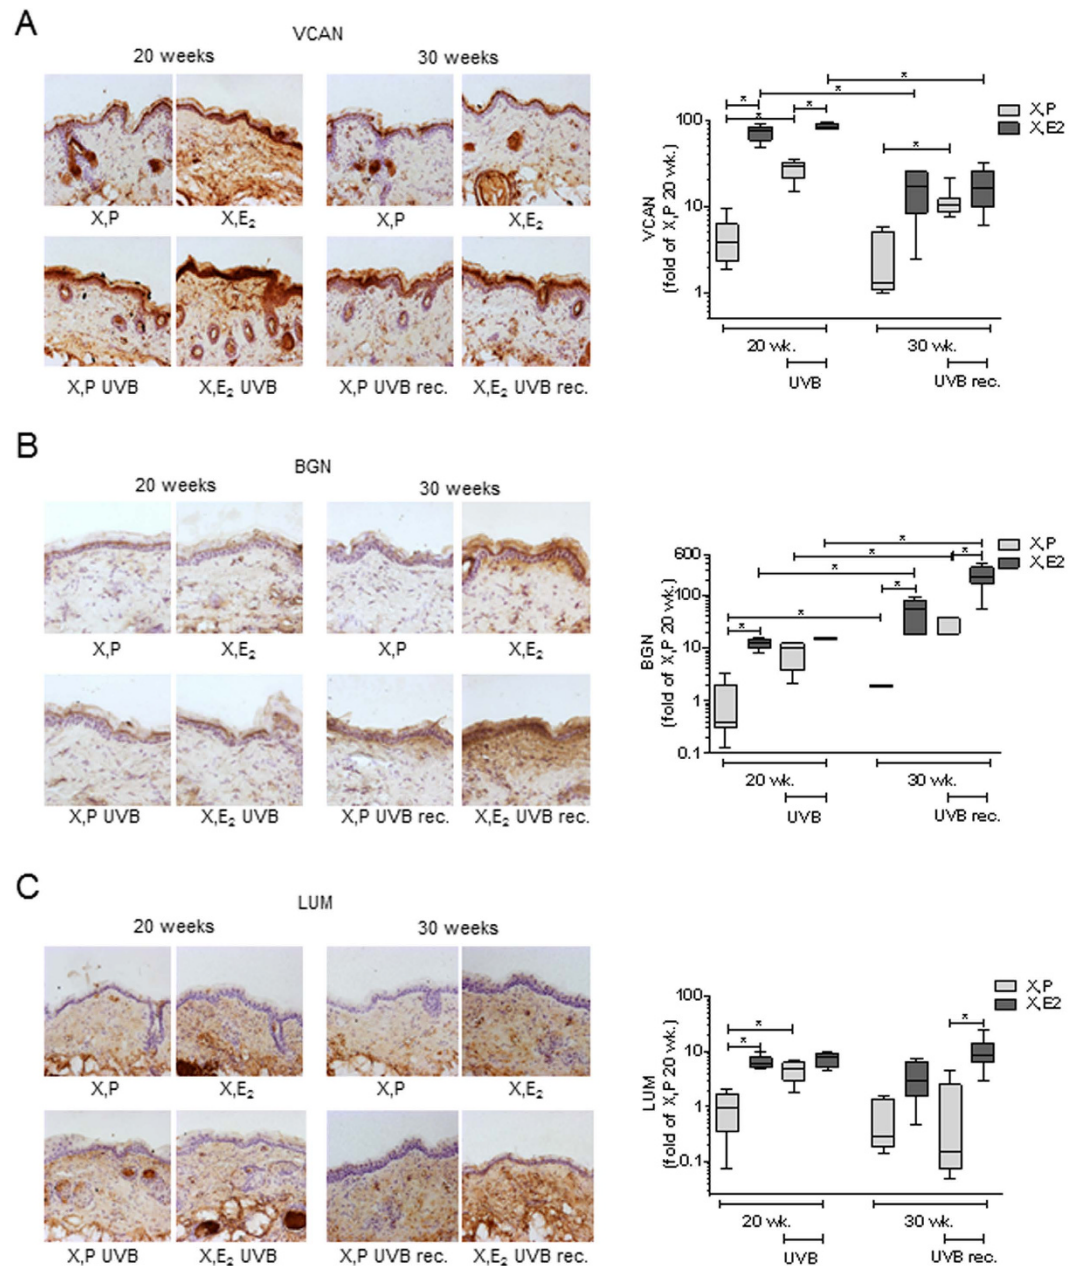 A
VCAN
20 weeks 30 weeks
X,P X,E₂ X,P X,E₂
X,P UVB X,E₂ UVB X,P UVB rec. X,E₂ UVB rec.
VCAN
(fold of X,P 20 wk.)
100
10
1
* * * * * * *
X,P
X,E2
20 wk. 30 wk.
UVB UVB rec.
B
BGN
20 weeks 30 weeks
X,P X,E₂ X,P X,E₂
X,P UVB X,E₂ UVB X,P UVB rec. X,E₂ UVB rec.
BGN
(fold of X,P 20 wk.)
600
100
10
1
0.1
* * * * * * *
X,P
X,E2
20 wk. 30 wk.
UVB UVB rec.
C
LUM
20 weeks 30 weeks
X,P X,E₂ X,P X,E₂
X,P UVB X,E₂ UVB X,P UVB rec. X,E₂ UVB rec.
LUM
(fold of X,P 20 wk.)
100
10
1
0.1
* * *
X,P
X,E2
20 wk. 30 wk.
UVB UVB rec.